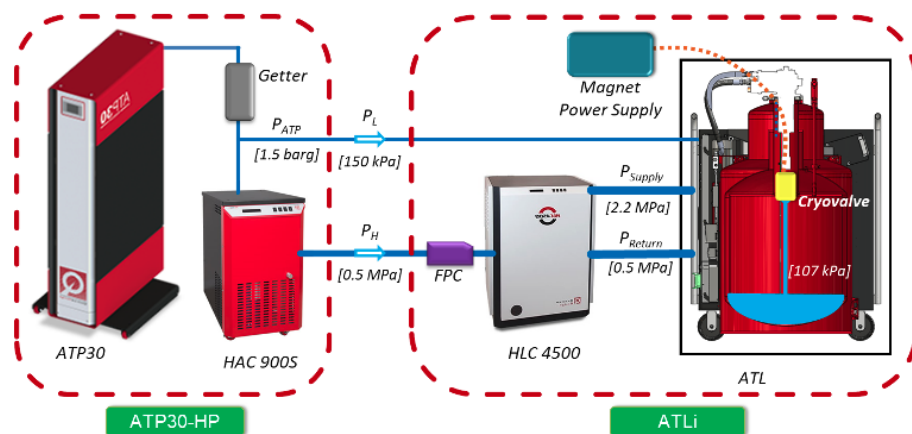 Getter
ATP30
P_ATP
[1.5 barg]
P_L
[150 kPa]
Magnet
Power Supply
P_Supply
[2.2 MPa]
Cryovalve
P_H
[0.5 MPa]
FPC
P_Return
[0.5 MPa]
[107 kPa]
ATP30
HAC 900S
HLC 4500
ATL
ATP30-HP
ATLi